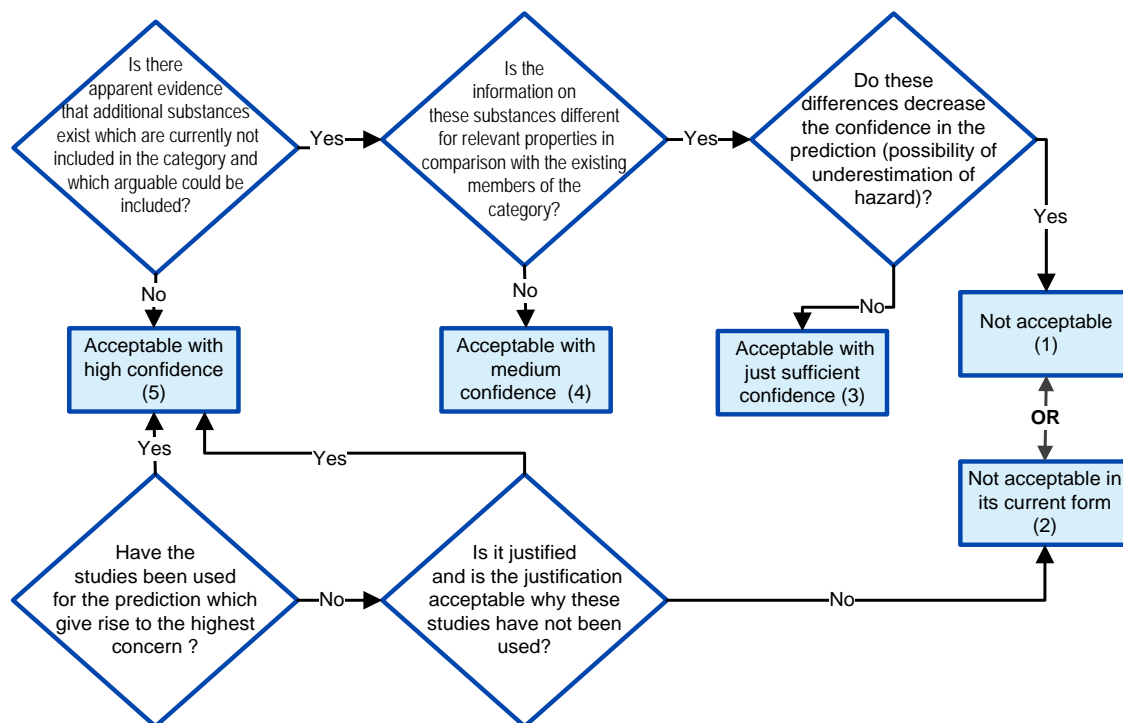 Is there
apparent evidence
that additional substances
exist which are currently not
included in the category and
which arguable could be
included?
Yes
Is the
information on
these substances different
for relevant properties in
comparison with the existing
members of the
category?
Yes
Do these
differences decrease
the confidence in the
prediction (possibility of
underestimation of
hazard)?
Yes
No
No
No
Acceptable with
high confidence
(5)
Acceptable with
medium
confidence (4)
Acceptable with
just sufficient
confidence (3)
Not acceptable
(1)
OR
Yes
Yes
Not acceptable in
its current form
(2)
Have the
studies been used
for the prediction which
give rise to the highest
concern ?
No
Is it justified
and is the justification
acceptable why these
studies have not been
used?
No